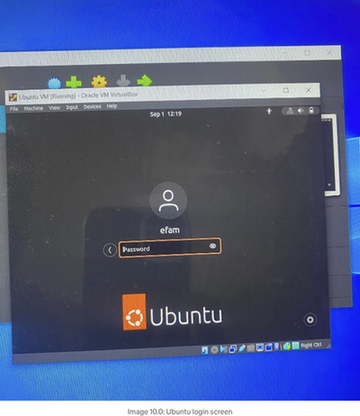 Ubuntu VM [Running] - Oracle VM VirtualBox
File Machine View Input Devices Help
Sep 1 12:19
efam
Password
Ubuntu
Right Ctrl
Image 10.0: Ubuntu login screen